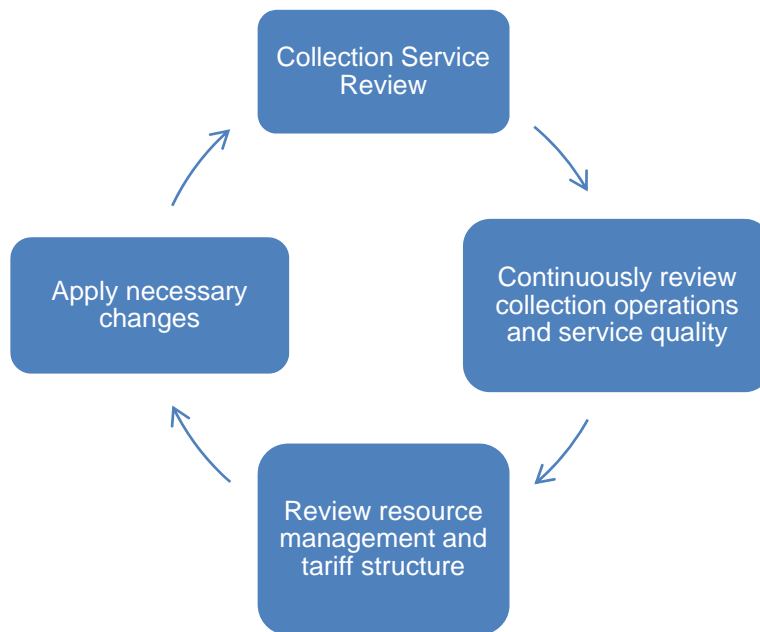 Collection Service
Review
Continuously review
collection operations
and service quality
Review resource
management and
tariff structure
Apply necessary
changes